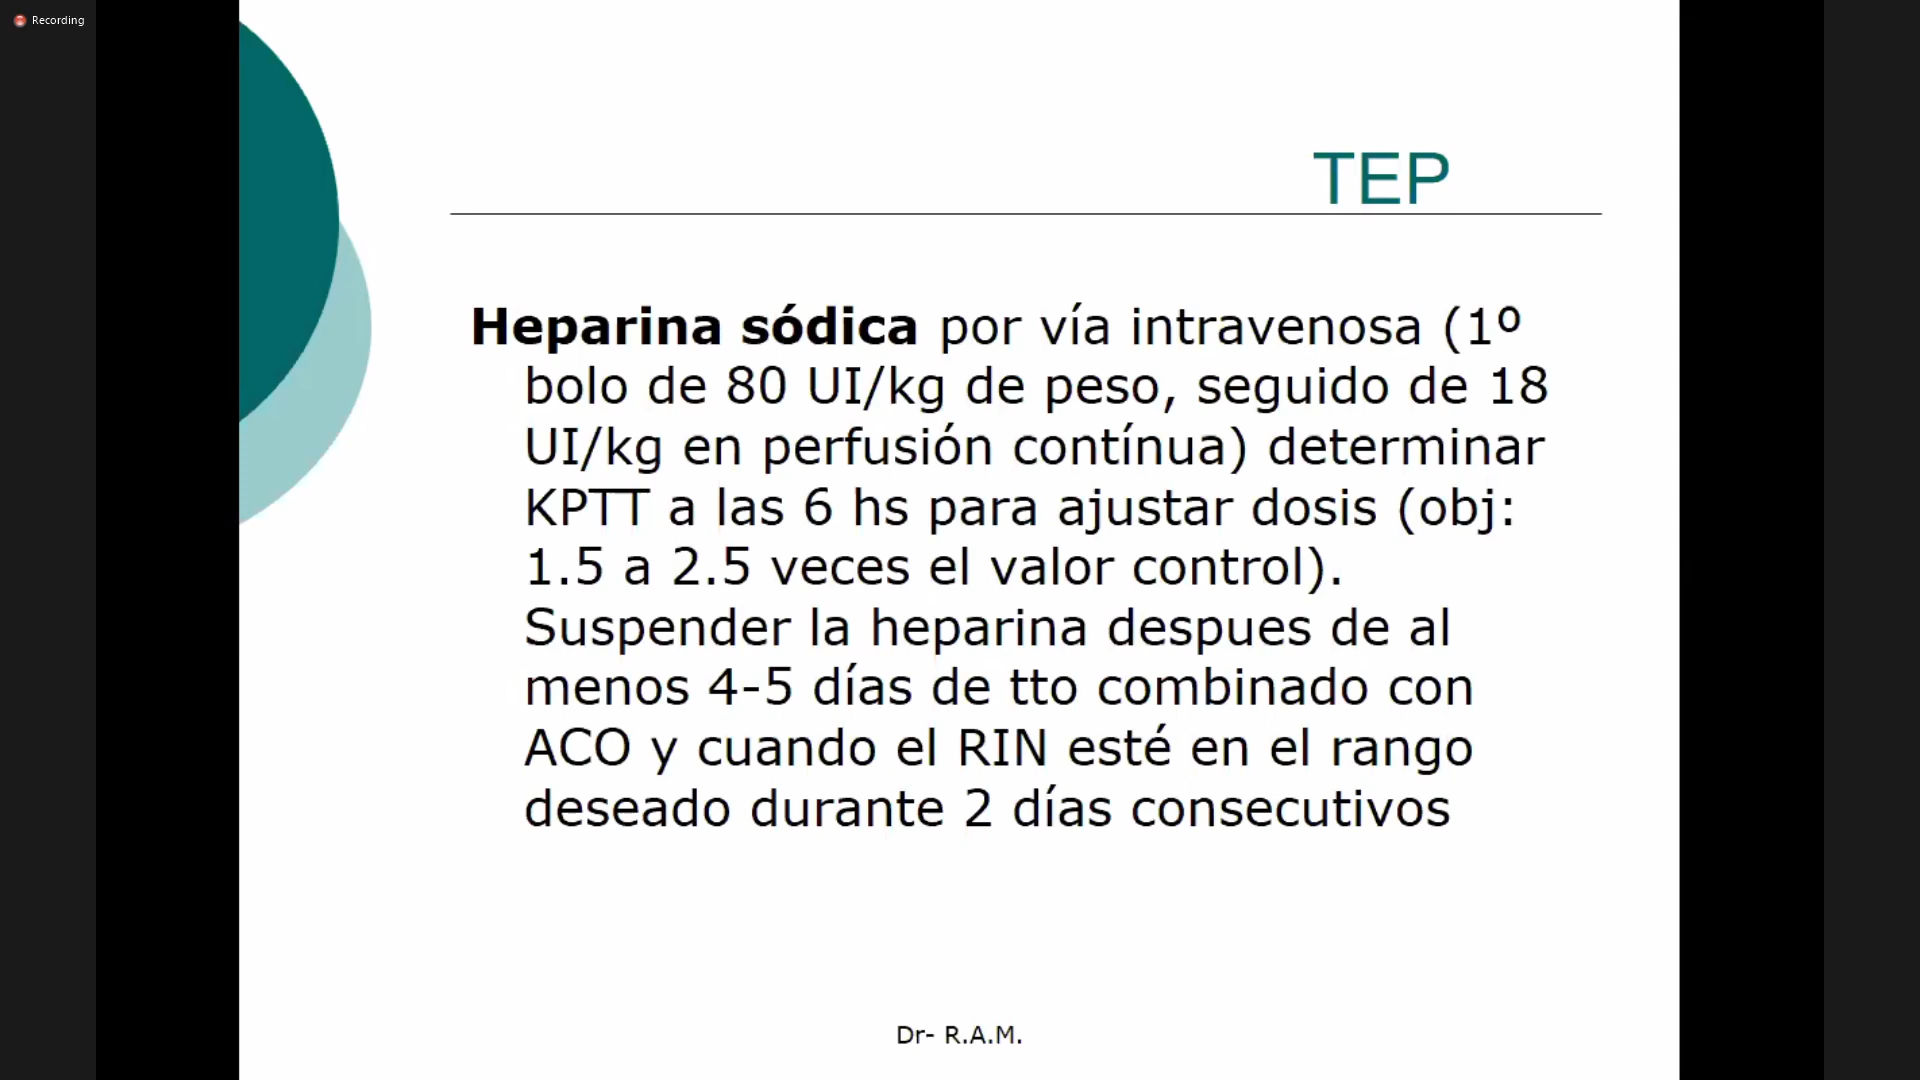 Recording
TEP
Heparina sódica por vía intravenosa (1º
bolo de 80 UI/kg de peso, seguido de 18
UI/kg en perfusión contínua) determinar
KPTT a las 6 hs para ajustar dosis (obj:
1.5 a 2.5 veces el valor control).
Suspender la heparina despues de al
menos 4-5 días de tto combinado con
ACO y cuando el RIN esté en el rango
deseado durante 2 días consecutivos
Dr- R.A.M.